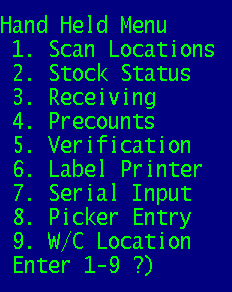 Hand Held Menu
1. Scan Locations
2. Stock Status
3. Receiving
4. Precounts
5. Verification
6. Label Printer
7. Serial Input
8. Picker Entry
9. W/C Location
Enter 1-9 ?)